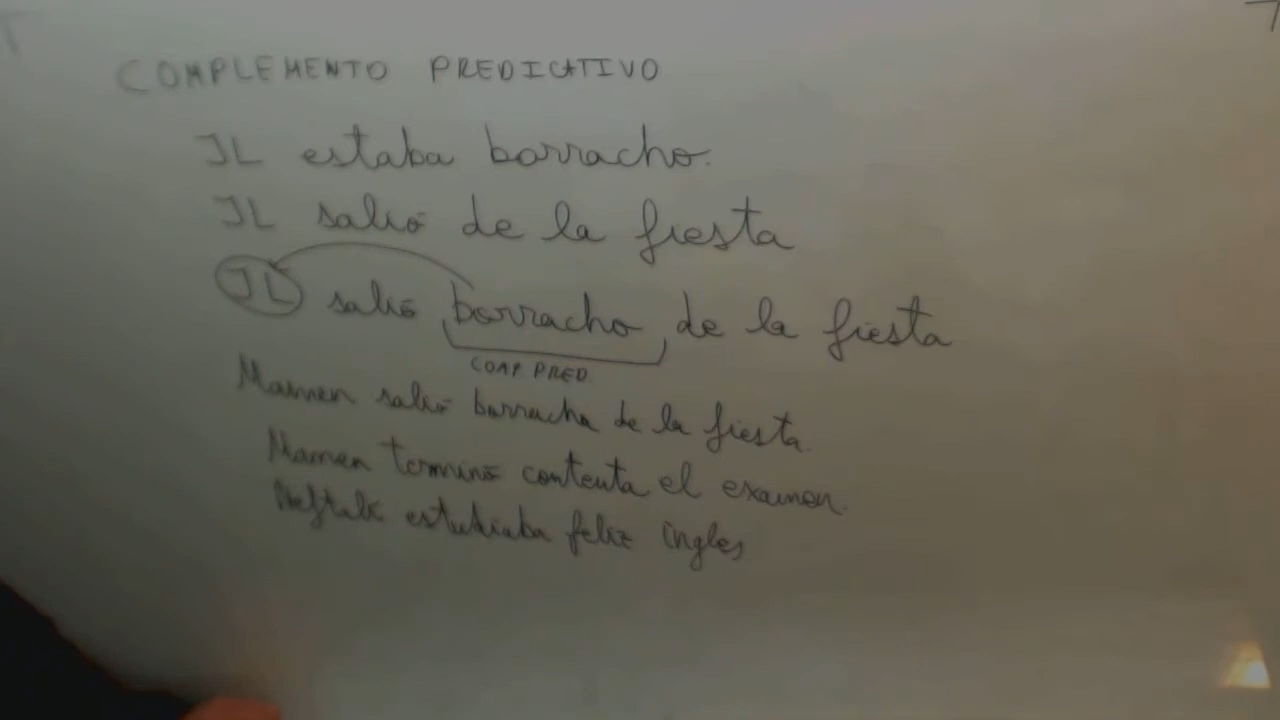 COMPLEMENTO PREDICATIVO
JL estaba borracho.
JL salió de la fiesta
JL salió borracho de la fiesta
COMP PRED
Mamen salió borracha de la fiesta.
Mamen terminó contenta el examen.
estudiaba feliz ingles